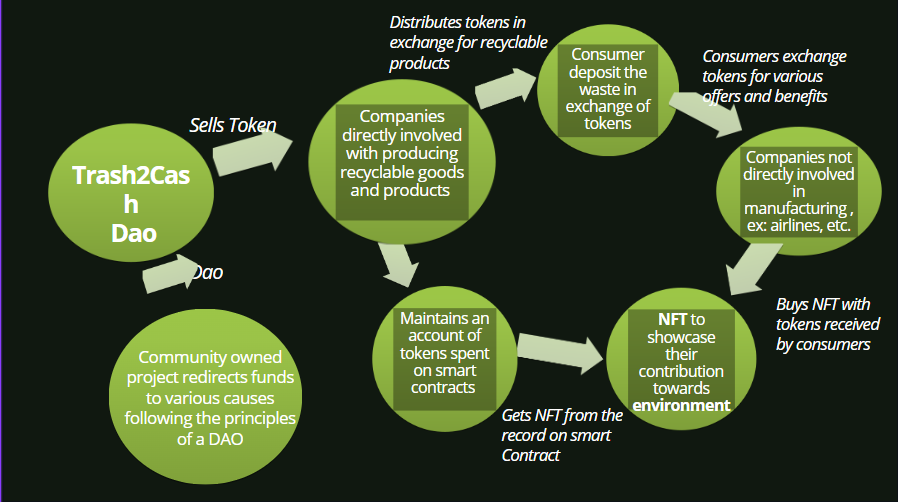 Distributes tokens in
exchange for recyclable
products
Consumer
deposit the
waste in
exchange of
tokens
Consumers exchange
tokens for various
offers and benefits
Sells Token
Companies
directly involved
with producing
recyclable goods
and products
Trash2Cas
h
Dao
Companies not
directly involved
in
manufacturing ,
ex: airlines, etc.
Dao
Maintains an
account of
tokens spent
on smart
contracts
NFT to
showcase
their
contribution
towards
environment
Buys NFT with
tokens received
by consumers
Community owned
project redirects funds
to various causes
following the principles
of a DAO
Gets NFT from the
record on smart
Contract